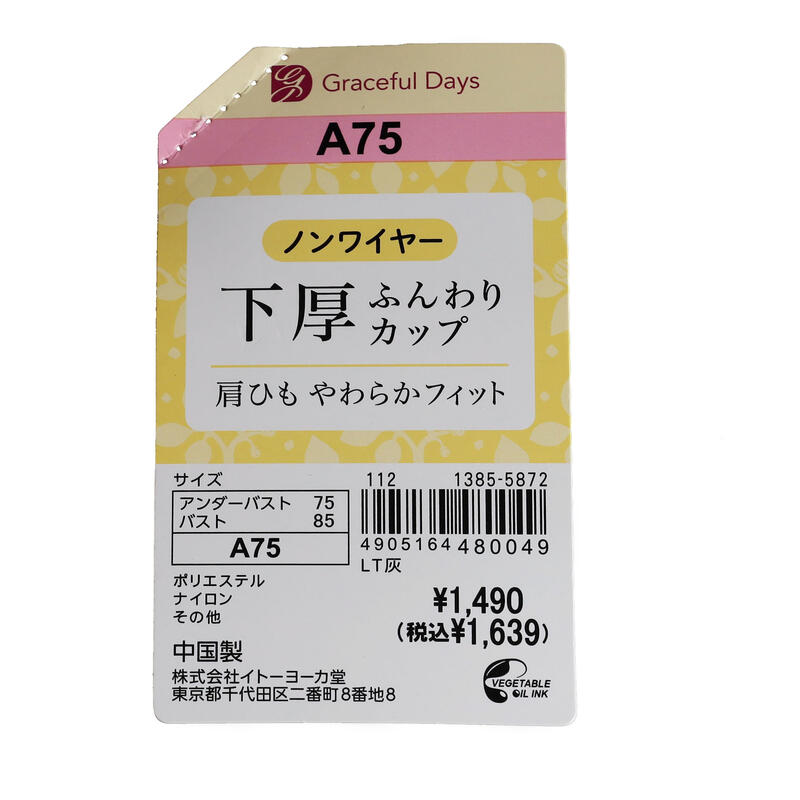 Graceful Days
A75
ノンワイヤー
下厚ふんわり
カップ
肩ひも やわらかフィット
サイズ
アンダーバスト 75
バスト 85
A75
112 1385-5872
4905164 480049
LT灰
ポリエステル
ナイロン
その他
¥1,490
(税込¥1,639)
中国製
株式会社イトーヨーカ堂
東京都千代田区二番町8番地8
VEGETABLE
OIL INK